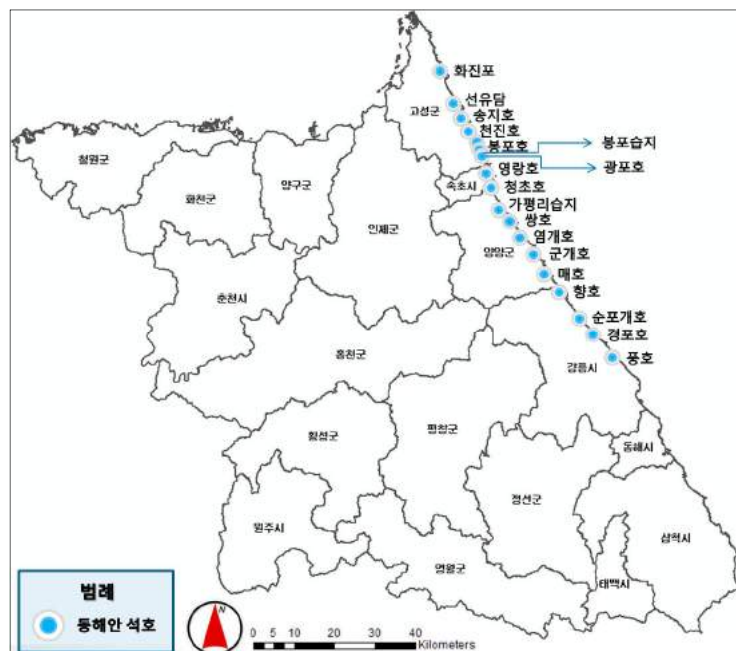 화진포
선유담
고성군
송지호
천진호
봉포호
봉포습지
광포호
철원군
화천군
양구군
영랑호
속초시
청초호
가평리습지
쌍호
인제군
양양군
염개호
군개호
매호
향호
춘천시
순포개호
경포호
홍천군
풍호
강릉시
횡성군
평창군
동해시
정선군
원주시
삼척시
영월군
태백시
범례
동해안 석호
N
0 5 10 20 30 40
Kilometers